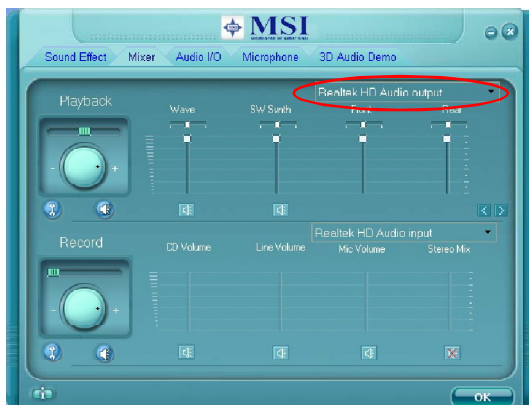 MSI
Sound Effect Mixer Audio I/O Microphone 3D Audio Demo
Realtek HD Audio output
Playback
Wave SW Synth Front Rear
- +
Realtek HD Audio input
Record
CD Volume Line Volume Mic Volume Stereo Mix
- +
OK